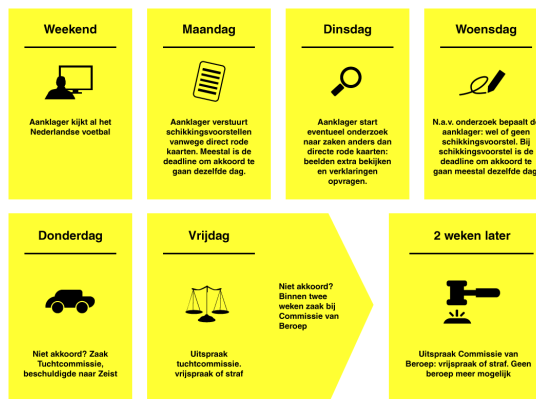 Weekend
Aanklager kijkt al het
Nederlandse voetbal
Maandag
Aanklager verstuurt
schikkingsvoorstellen
vanwege direct rode
kaarten. Meestal is de
deadline om akkoord te
gaan dezelfde dag.
Dinsdag
Aanklager start
eventueel onderzoek
naar zaken anders dan
directe rode kaarten:
beelden extra bekijken
en verklaringen
opvragen.
Woensdag
N.a.v. onderzoek bepaalt de
aanklager: wel of geen
schikkingsvoorstel. Bij
schikkingsvoorstel is de
deadline om akkoord te
gaan meestal dezelfde dag
Donderdag
Niet akkoord? Zaak
Tuchtcommissie,
beschuldigde naar Zeist
Vrijdag
Uitspraak
tuchtcommissie.
vrijspraak of straf
Niet akkoord?
Binnen twee
weken zaak bij
Commissie van
Beroep
2 weken later
Uitspraak Commissie van
Beroep: vrijspraak of straf. Geen
beroep meer mogelijk